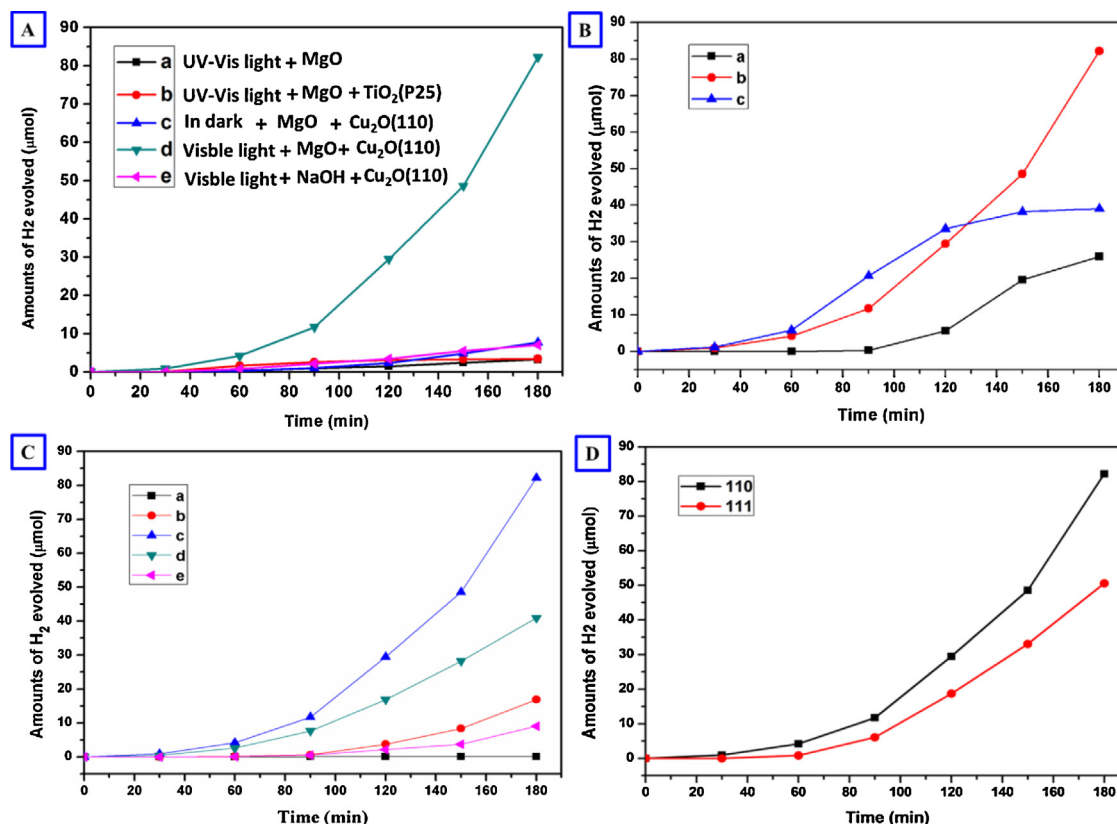 A
a UV-Vis light + MgO
b UV-Vis light + MgO + TiO₂(P25)
c In dark + MgO + Cu₂O(110)
d Visble light + MgO + Cu₂O(110)
e Visble light + NaOH + Cu₂O(110)
90
80
70
60
50
40
30
20
10
0
Amounts of H2 evolved (μmol)
0 20 40 60 80 100 120 140 160 180
Time (min)
B
a
b
c
90
80
70
60
50
40
30
20
10
0
Amounts of H2 evolved (μmol)
0 20 40 60 80 100 120 140 160 180
Time (min)
C
a
b
c
d
e
90
80
70
60
50
40
30
20
10
0
Amounts of H₂ evolved (μmol)
0 20 40 60 80 100 120 140 160 180
Time (min)
D
110
111
90
80
70
60
50
40
30
20
10
0
Amounts of H2 evolved (μmol)
0 20 40 60 80 100 120 140 160 180
Time (min)